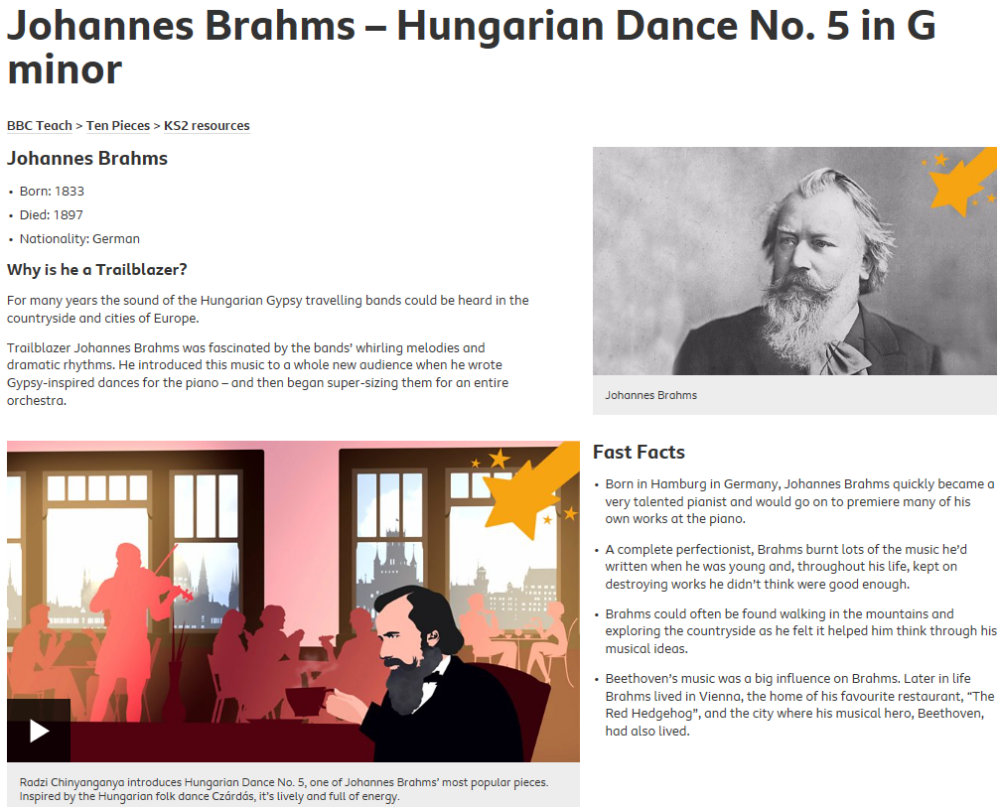 Johannes Brahms – Hungarian Dance No. 5 in G
minor
BBC Teach > Ten Pieces > KS2 resources
Johannes Brahms
• Born: 1833
• Died: 1897
• Nationality: German
Why is he a Trailblazer?
For many years the sound of the Hungarian Gypsy travelling bands could be heard in the
countryside and cities of Europe.
Trailblazer Johannes Brahms was fascinated by the bands' whirling melodies and
dramatic rhythms. He introduced this music to a whole new audience when he wrote
Gypsy-inspired dances for the piano – and then began super-sizing them for an entire
orchestra.
Johannes Brahms
Radzi Chinyanganya introduces Hungarian Dance No. 5, one of Johannes Brahms' most popular pieces.
Inspired by the Hungarian folk dance Czárdás, it's lively and full of energy.
Fast Facts
• Born in Hamburg in Germany, Johannes Brahms quickly became a
very talented pianist and would go on to premiere many of his
own works at the piano.
• A complete perfectionist, Brahms burnt lots of the music he'd
written when he was young and, throughout his life, kept on
destroying works he didn't think were good enough.
• Brahms could often be found walking in the mountains and
exploring the countryside as he felt it helped him think through his
musical ideas.
• Beethoven's music was a big influence on Brahms. Later in life
Brahms lived in Vienna, the home of his favourite restaurant, "The
Red Hedgehog", and the city where his musical hero, Beethoven,
had also lived.